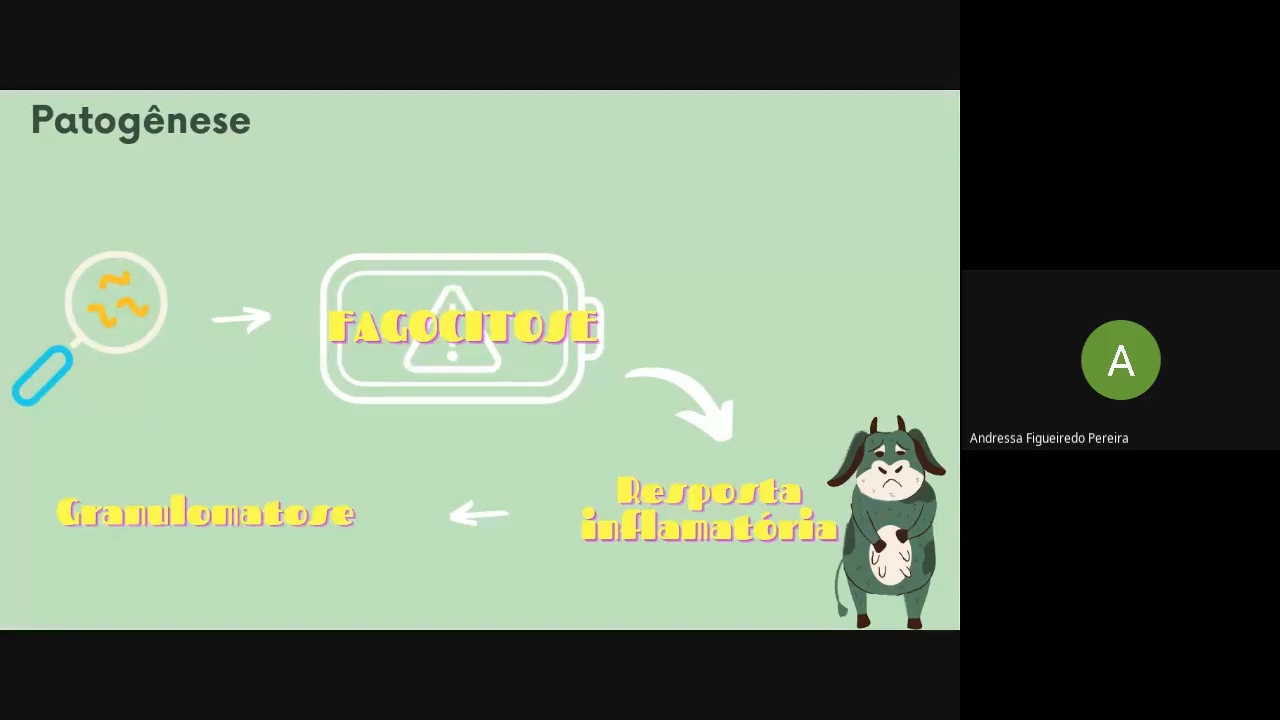 Patogênese
FAGOCITOSE
Resposta
inflamatória
Granulomatose
A
Andressa Figueiredo Pereira